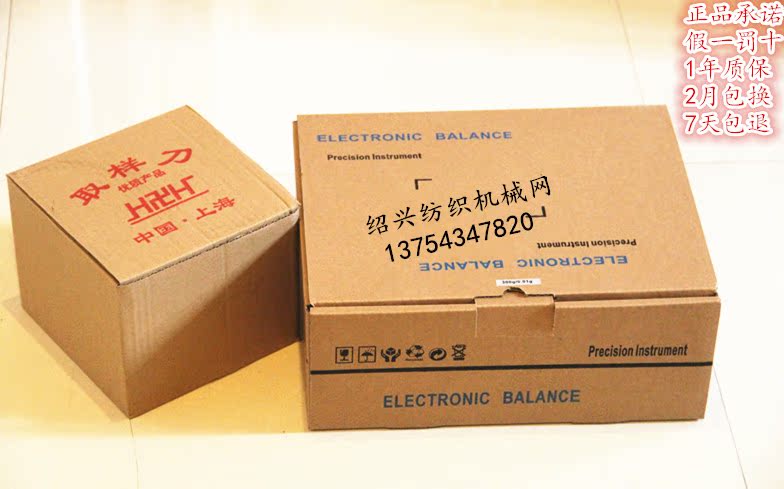 正品承诺
假一罚十
1年质保
2月包换
7天包退
取样刀
优质产品
HRH
中国·上海
ELECTRONIC BALANCE
Precision Instrument
绍兴纺织机械网
13754347820
Precision Instrument
ELECTRONIC BALANCE
Precision Instrument
ELECTRONIC BALANCE